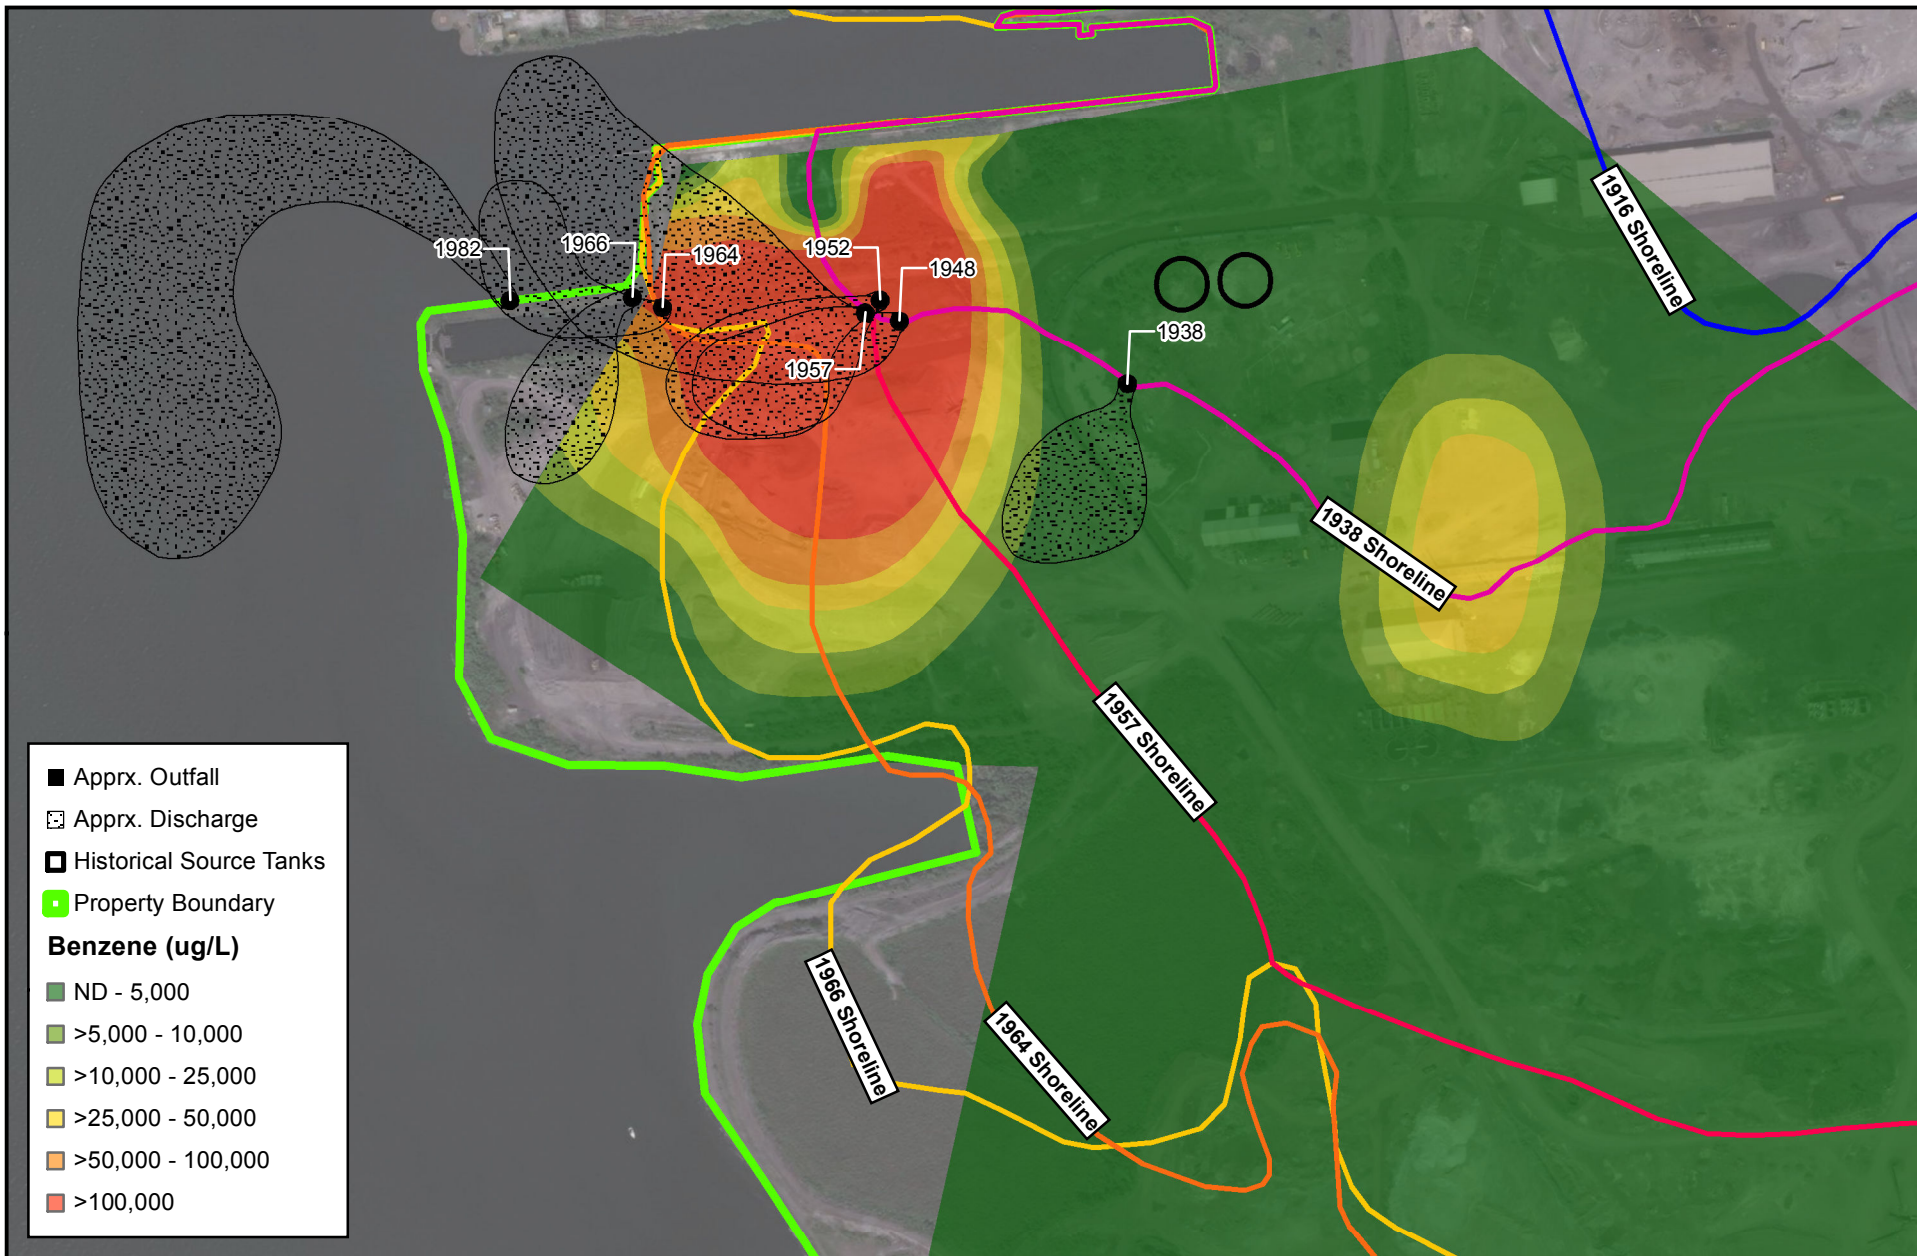 1916 Shoreline
1982
1966
1964
1952
1948
1938
1957
1938 Shoreline
1957 Shoreline
1966 Shoreline
1964 Shoreline
Apprx. Outfall
Apprx. Discharge
Historical Source Tanks
Property Boundary
Benzene (ug/L)
ND - 5,000
>5,000 - 10,000
>10,000 - 25,000
>25,000 - 50,000
>50,000 - 100,000
>100,000